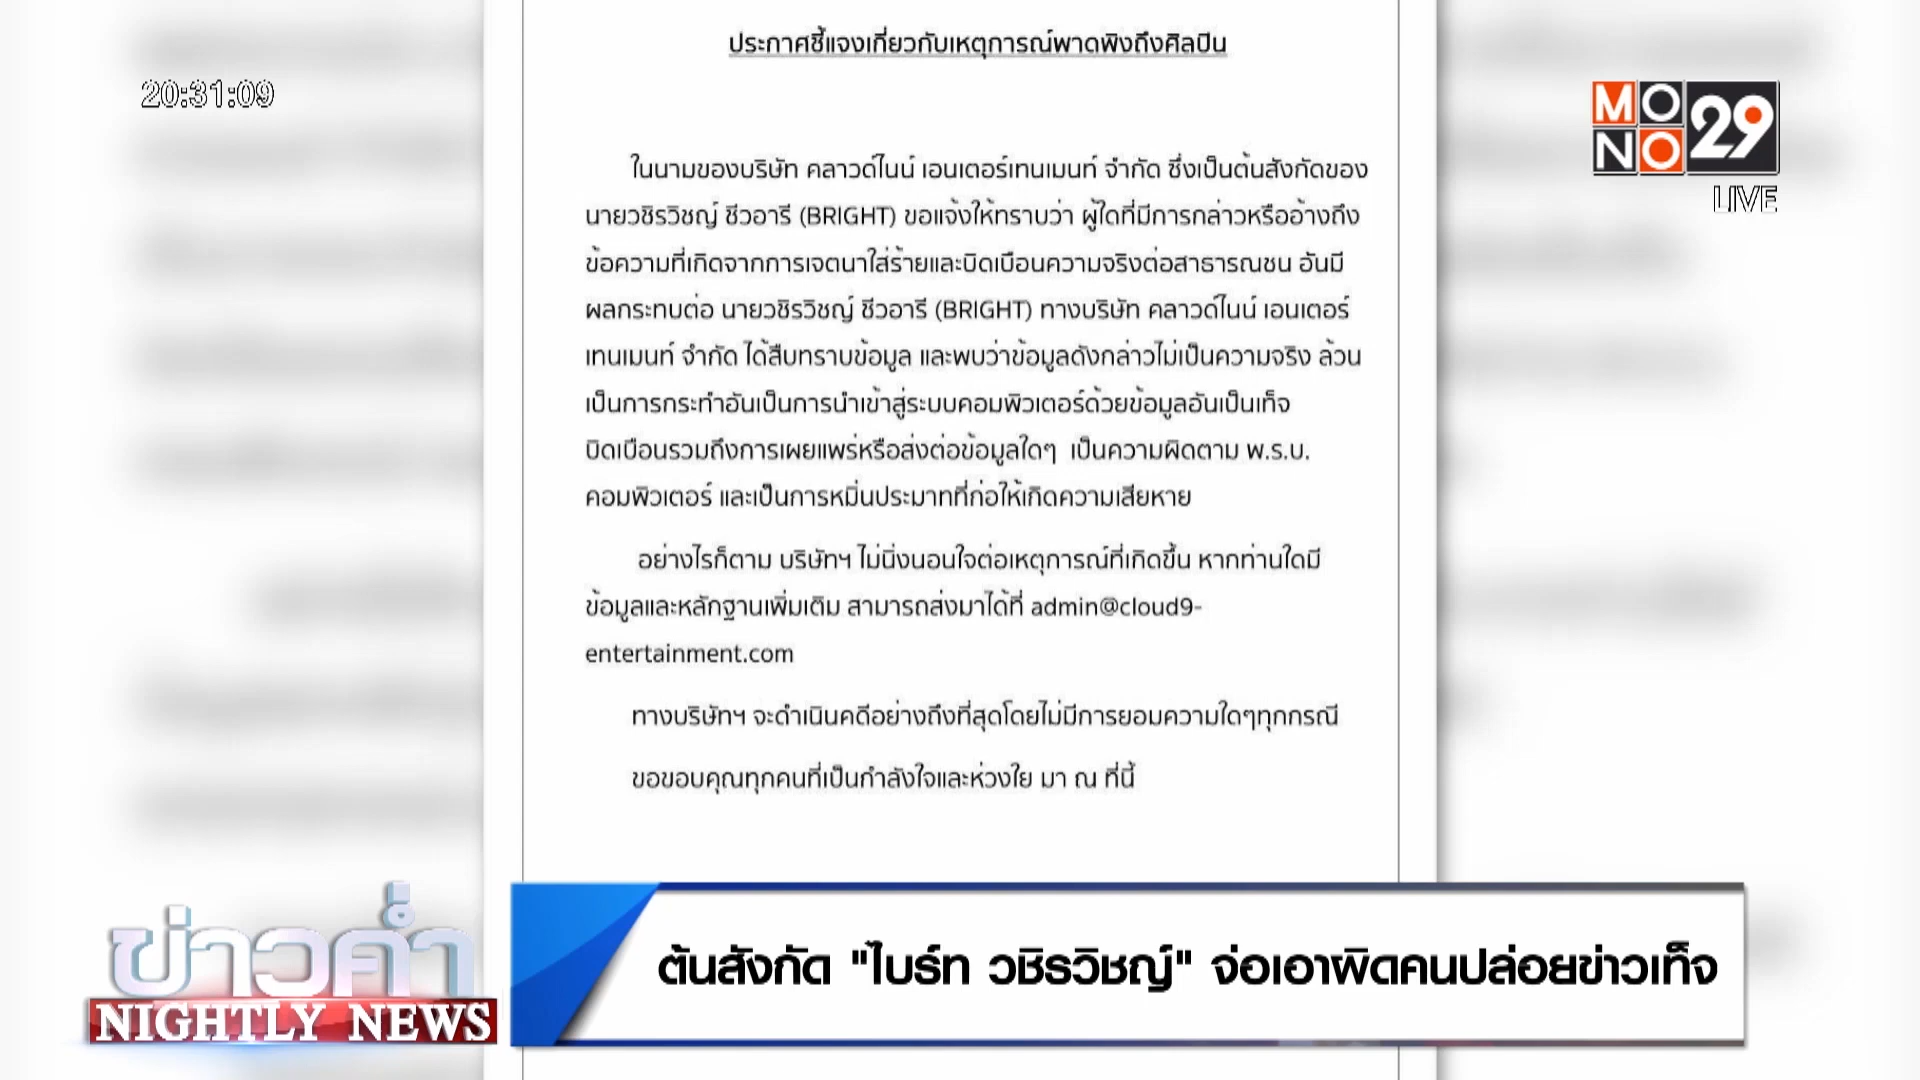 ประกาศชี้แจงเกี่ยวกับเหตุการณ์พาดพิงถึงศิลปิน
20:31:09
MONO 29
LIVE
ในนามของบริษัท คลาวด์ไนน์ เอนเตอร์เทนเมนท์ จำกัด ซึ่งเป็นต้นสังกัดของ
นายวชิรวิชญ์ ชีวอารี (BRIGHT) ขอแจ้งให้ทราบว่า ผู้ใดที่มีการกล่าวหรืออ้างถึง
ข้อความที่เกิดจากการเจตนาใส่ร้ายและบิดเบือนความจริงต่อสาธารณชน อันมี
ผลกระทบต่อ นายวชิรวิชญ์ ชีวอารี (BRIGHT) ทางบริษัท คลาวด์ไนน์ เอนเตอร์
เทนเมนท์ จำกัด ได้สืบทราบข้อมูล และพบว่าข้อมูลดังกล่าวไม่เป็นความจริง ล้วน
เป็นการกระทำอันเป็นการนำเข้าสู่ระบบคอมพิวเตอร์ด้วยข้อมูลอันเป็นเท็จ
บิดเบือนรวมถึงการเผยแพร่หรือส่งต่อข้อมูลใดๆ เป็นความผิดตาม พ.ร.บ.
คอมพิวเตอร์ และเป็นการหมิ่นประมาทที่ก่อให้เกิดความเสียหาย
อย่างไรก็ตาม บริษัทฯ ไม่นิ่งนอนใจต่อเหตุการณ์ที่เกิดขึ้น หากท่านใดมี
ข้อมูลและหลักฐานเพิ่มเติม สามารถส่งมาได้ที่ admin@cloud9-
entertainment.com
ทางบริษัทฯ จะดำเนินคดีอย่างถึงที่สุดโดยไม่มีการยอมความใดๆทุกกรณี
ขอขอบคุณทุกคนที่เป็นกำลังใจและห่วงใย มา ณ ที่นี้
ข่าวค่ำ
NIGHTLY NEWS
ต้นสังกัด "ไบร์ท วชิรวิชญ์" จ่อเอาผิดคนปล่อยข่าวเท็จ